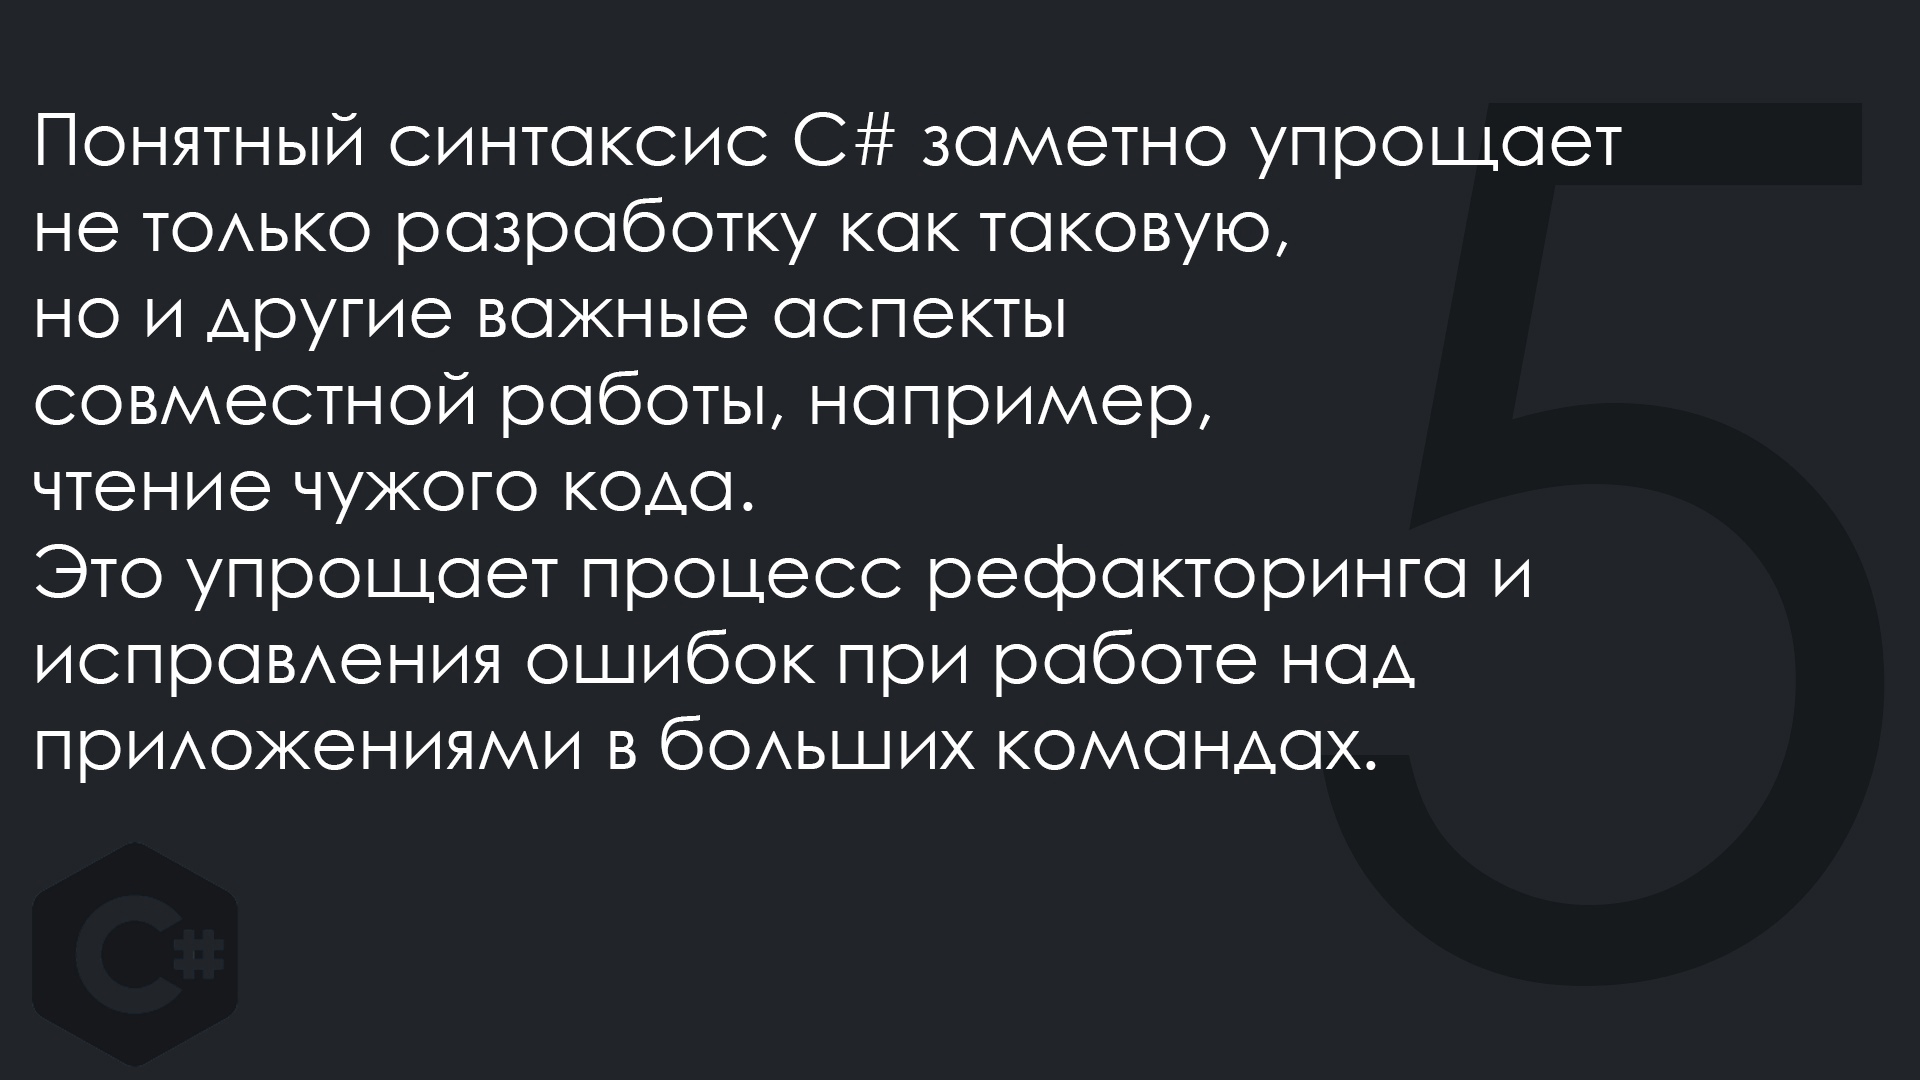 Понятный синтаксис C# заметно упрощает
не только разработку как таковую,
но и другие важные аспекты
совместной работы, например,
чтение чужого кода.
Это упрощает процесс рефакторинга и
исправления ошибок при работе над
приложениями в больших командах.
5
C#